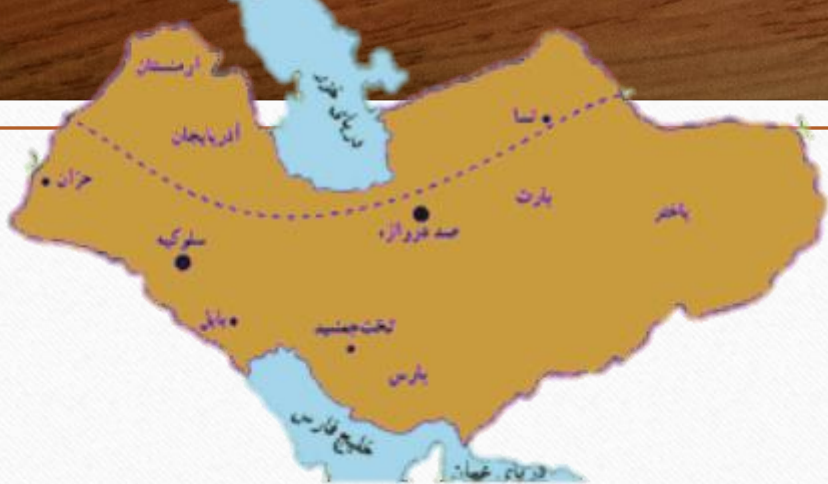 ارمنستان
دریای خزر
نسا
آذربایجان
حران
پارت
باختر
صد دروازه
سلوکیه
بابل
تخت‌جمشید
پارس
خلیج فارس
دریای عمان